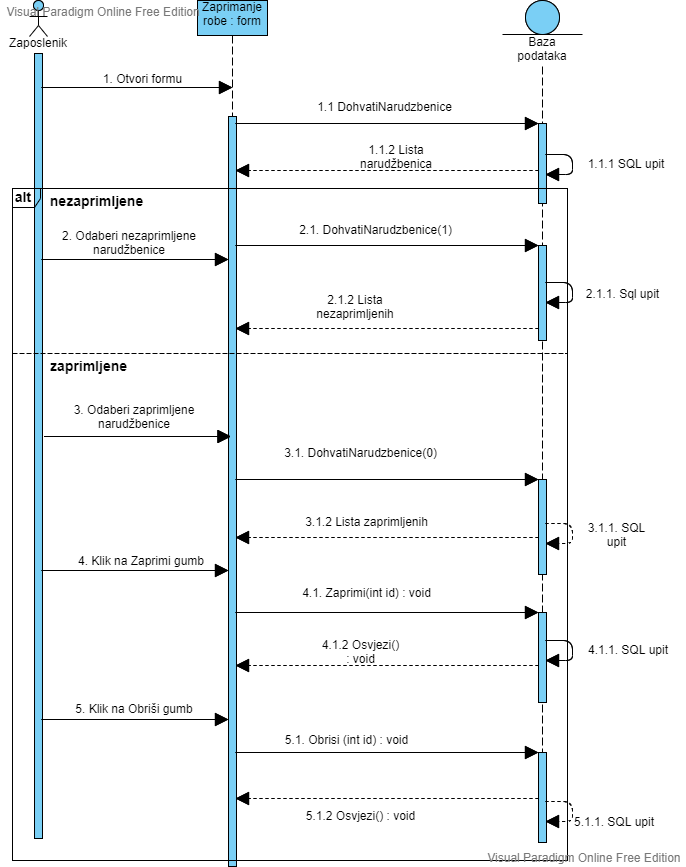 Visual Paradigm Online Free Edition
Zaposlenik
Zaprimanje
robe : form
Baza
podataka
1. Otvori formu
1.1 DohvatiNarudzbenice
1.1.2 Lista
narudžbenica
1.1.1 SQL upit
alt
nezaprimljene
2. Odaberi nezaprimljene
narudžbenice
2.1. DohvatiNarudzbenice(1)
2.1.1. Sql upit
2.1.2 Lista
nezaprimljenih
zaprimljene
3. Odaberi zaprimljene
narudžbenice
3.1. DohvatiNarudzbenice(0)
3.1.2 Lista zaprimljenih
3.1.1. SQL
upit
4. Klik na Zaprimi gumb
4.1. Zaprimi(int id) : void
4.1.2 Osvjezi()
: void
4.1.1. SQL upit
5. Klik na Obriši gumb
5.1. Obrisi (int id) : void
5.1.2 Osvjezi() : void
5.1.1. SQL upit
Visual Paradigm Online Free Edition